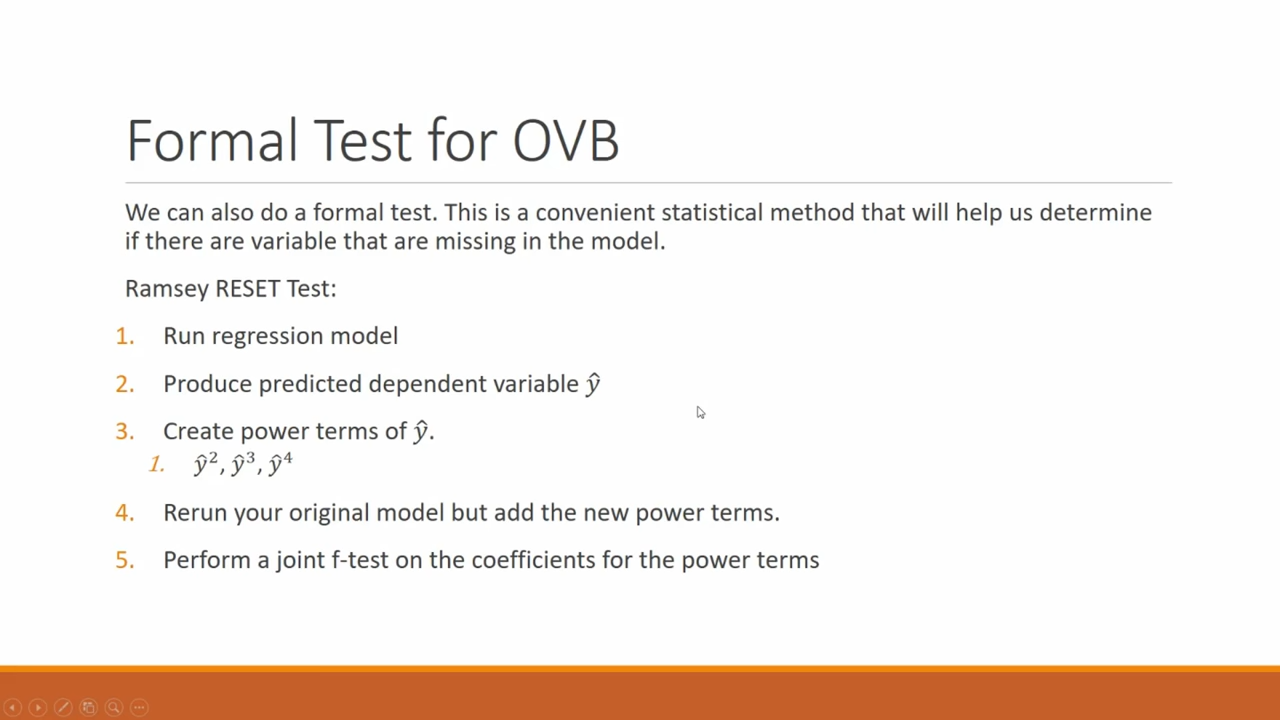 Formal Test for OVB
We can also do a formal test. This is a convenient statistical method that will help us determine
if there are variable that are missing in the model.
Ramsey RESET Test:
1. Run regression model
2. Produce predicted dependent variable ŷ
3. Create power terms of ŷ.
1. ŷ², ŷ³, ŷ⁴
4. Rerun your original model but add the new power terms.
5. Perform a joint f-test on the coefficients for the power terms